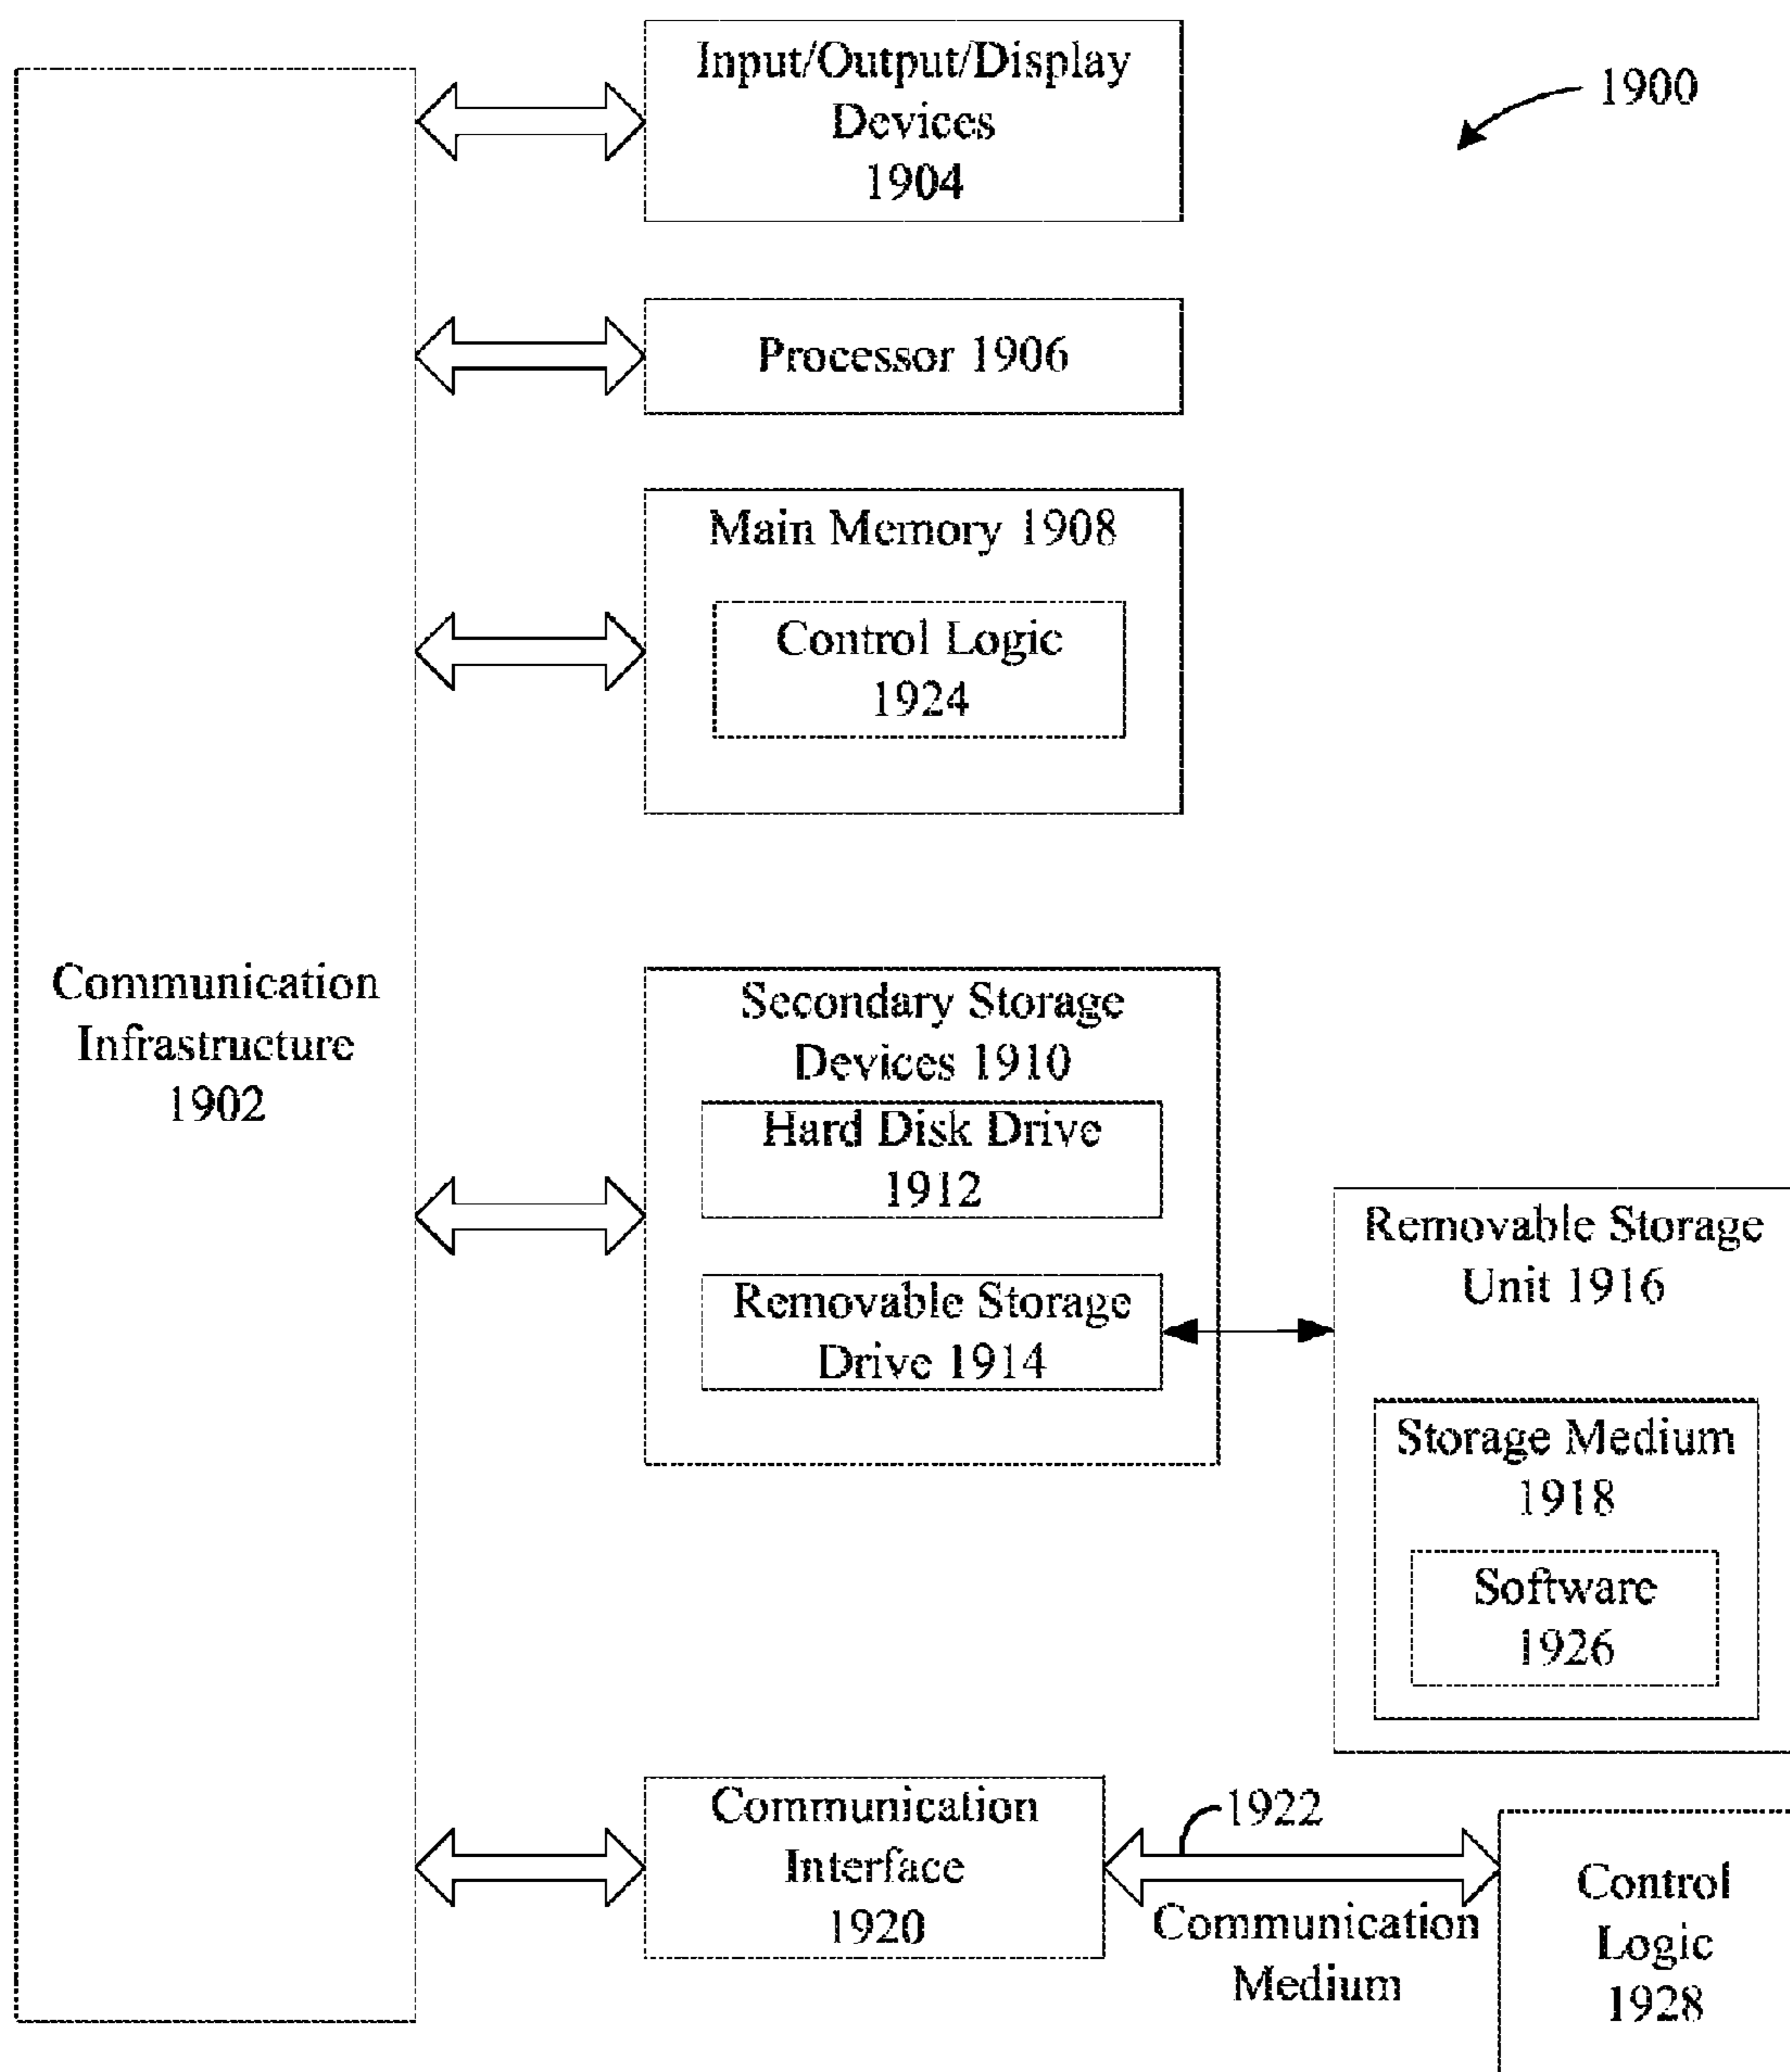 Input/Output/Display
Devices
1904
1900
Processor 1906
Main Memory 1908
Control Logic
1924
Communication
Infrastructure
1902
Secondary Storage
Devices 1910
Hard Disk Drive
1912
Removable Storage
Drive 1914
Removable Storage
Unit 1916
Storage Medium
1918
Software
1926
Communication
Interface
1920
1922
Communication
Medium
Control
Logic
1928